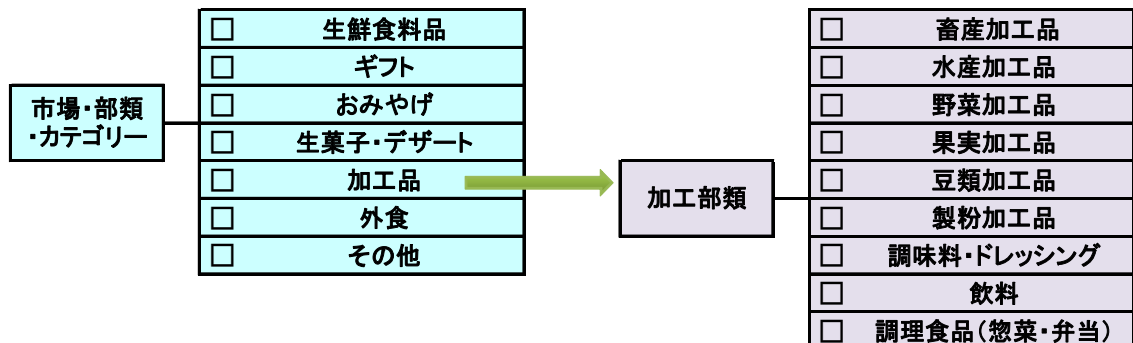 市場・部類
・カテゴリー
□ 生鮮食料品
□ ギフト
□ おみやげ
□ 生菓子・デザート
□ 加工品
□ 外食
□ その他
加工部類
□ 畜産加工品
□ 水産加工品
□ 野菜加工品
□ 果実加工品
□ 豆類加工品
□ 製粉加工品
□ 調味料・ドレッシング
□ 飲料
□ 調理食品(惣菜・弁当)